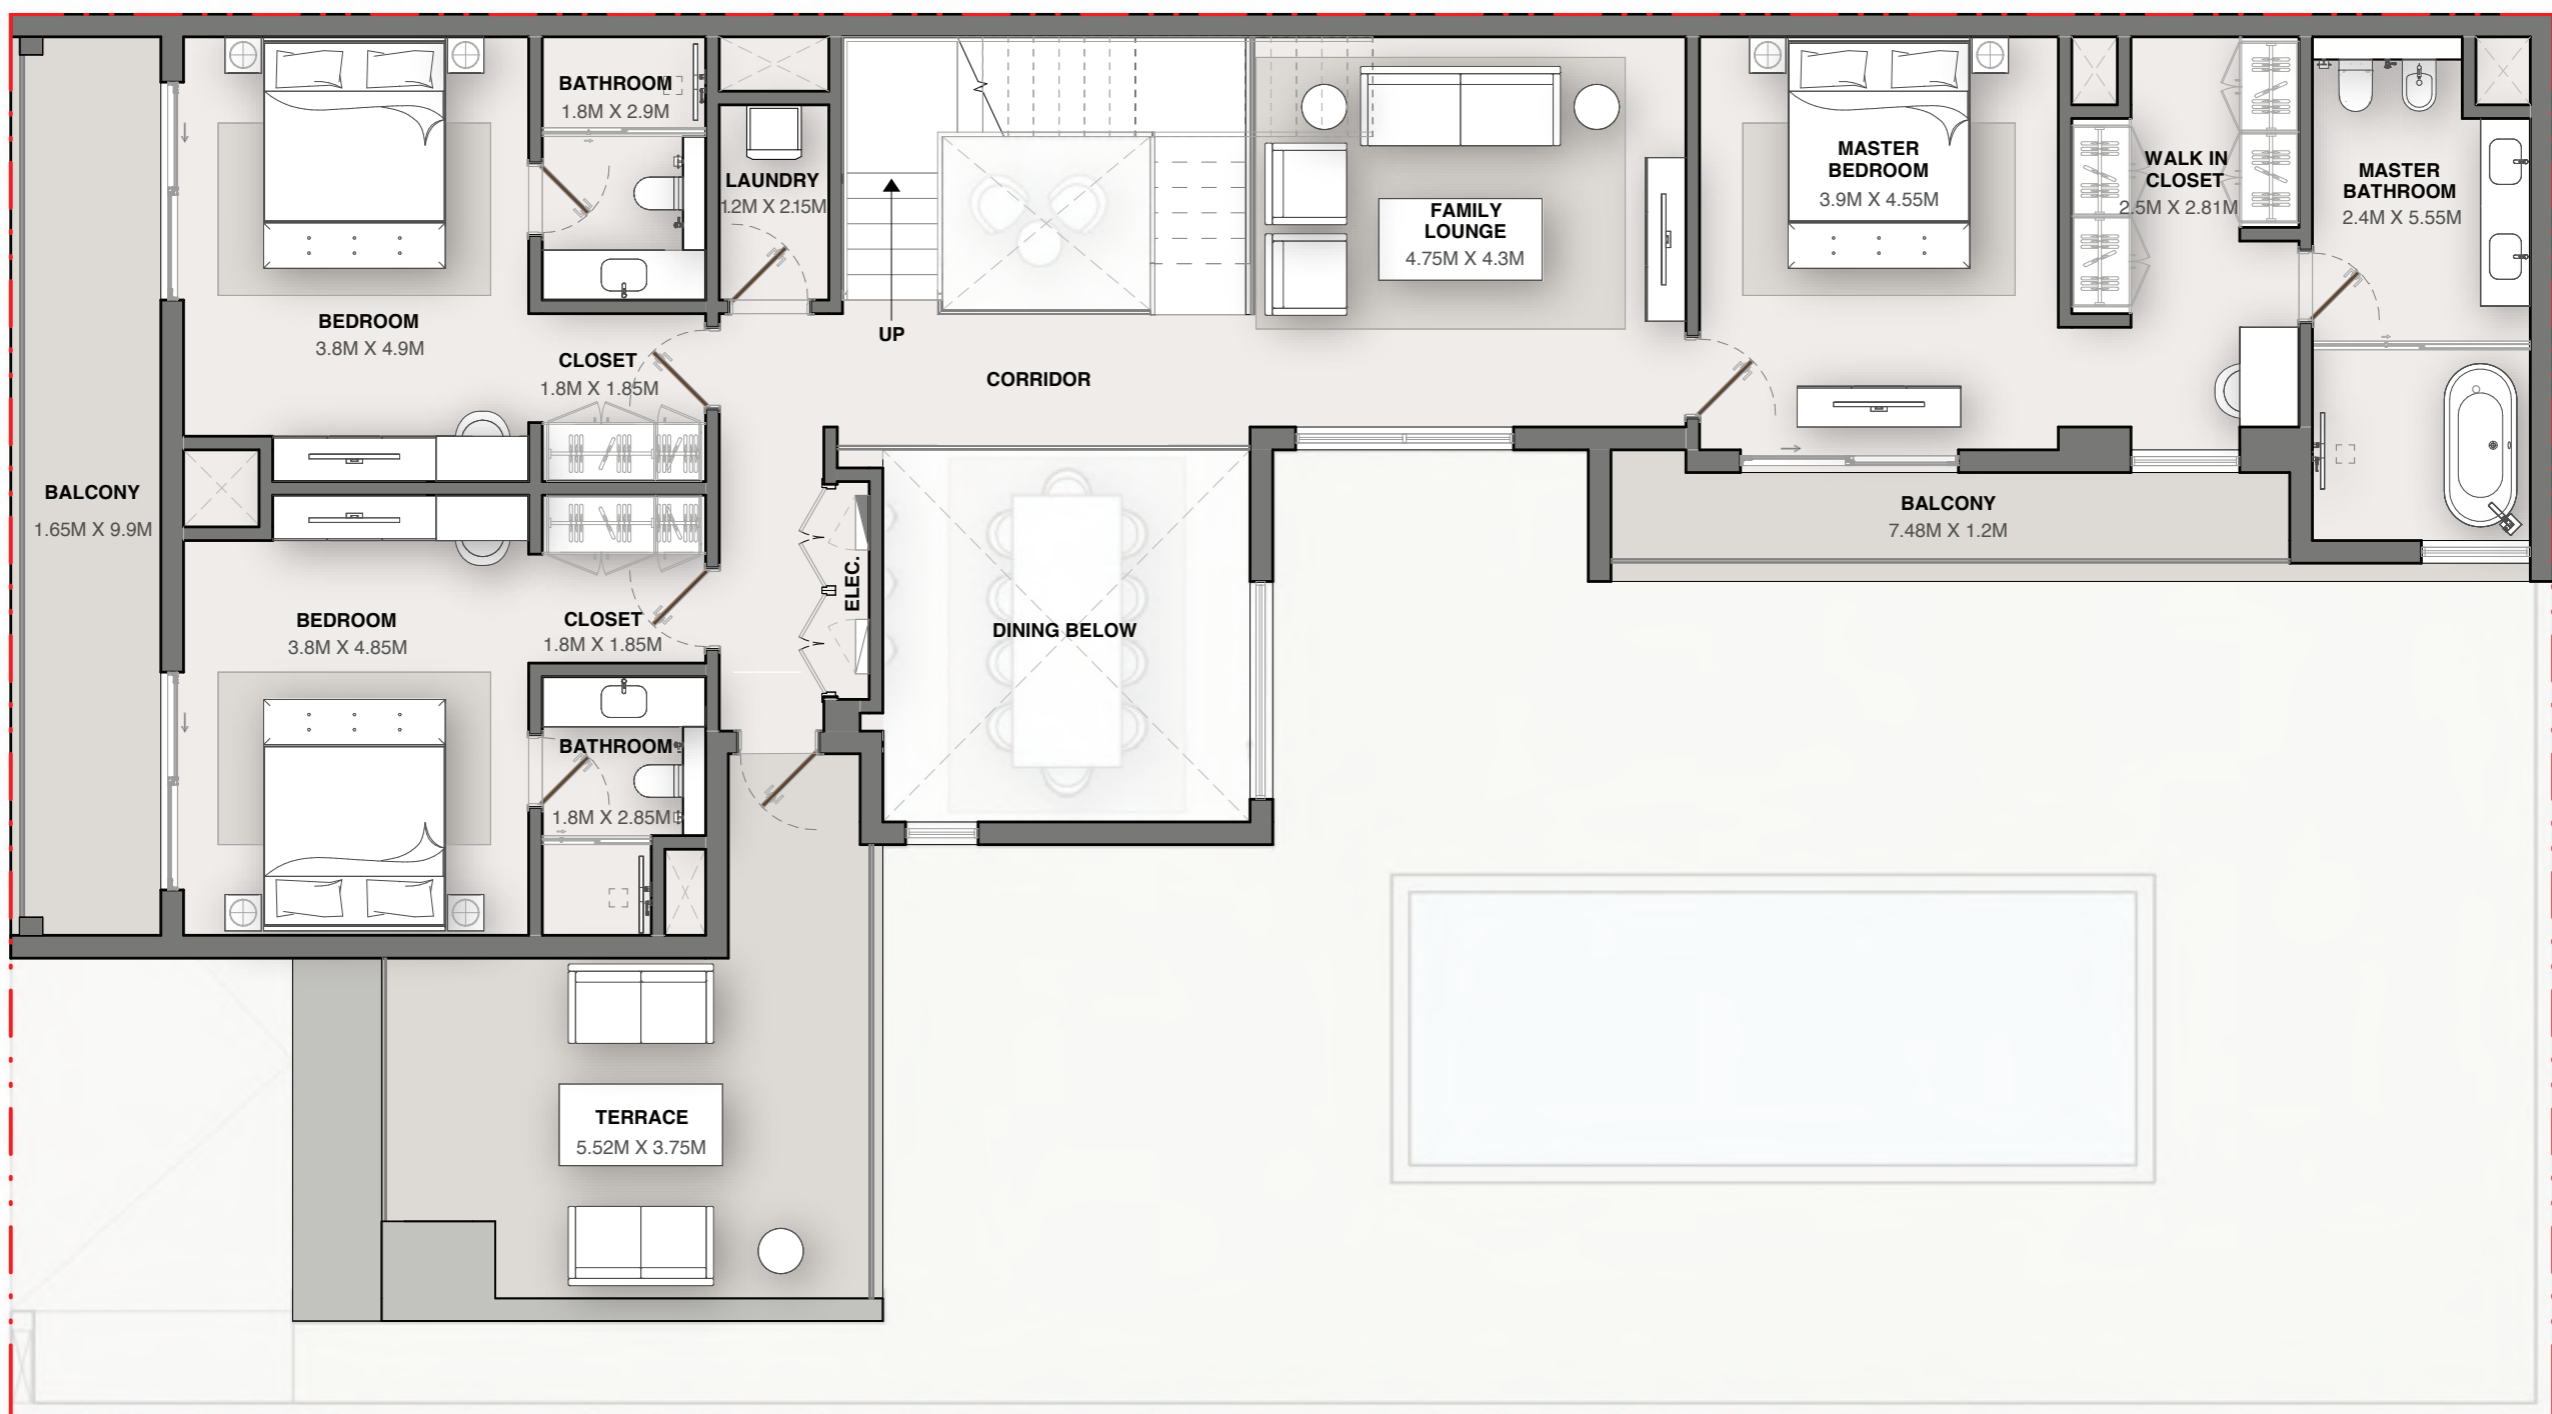 BATHROOM
1.8M X 2.9M
LAUNDRY
1.2M X 2.15M
FAMILY
LOUNGE
4.75M X 4.3M
MASTER
BEDROOM
3.9M X 4.55M
WALK IN
CLOSET
2.5M X 2.81M
MASTER
BATHROOM
2.4M X 5.55M
BEDROOM
3.8M X 4.9M
CLOSET
1.8M X 1.85M
UP
CORRIDOR
BALCONY
1.65M X 9.9M
BALCONY
7.48M X 1.2M
ELEC.
BEDROOM
3.8M X 4.85M
CLOSET
1.8M X 1.85M
DINING BELOW
BATHROOM
1.8M X 2.85M
TERRACE
5.52M X 3.75M